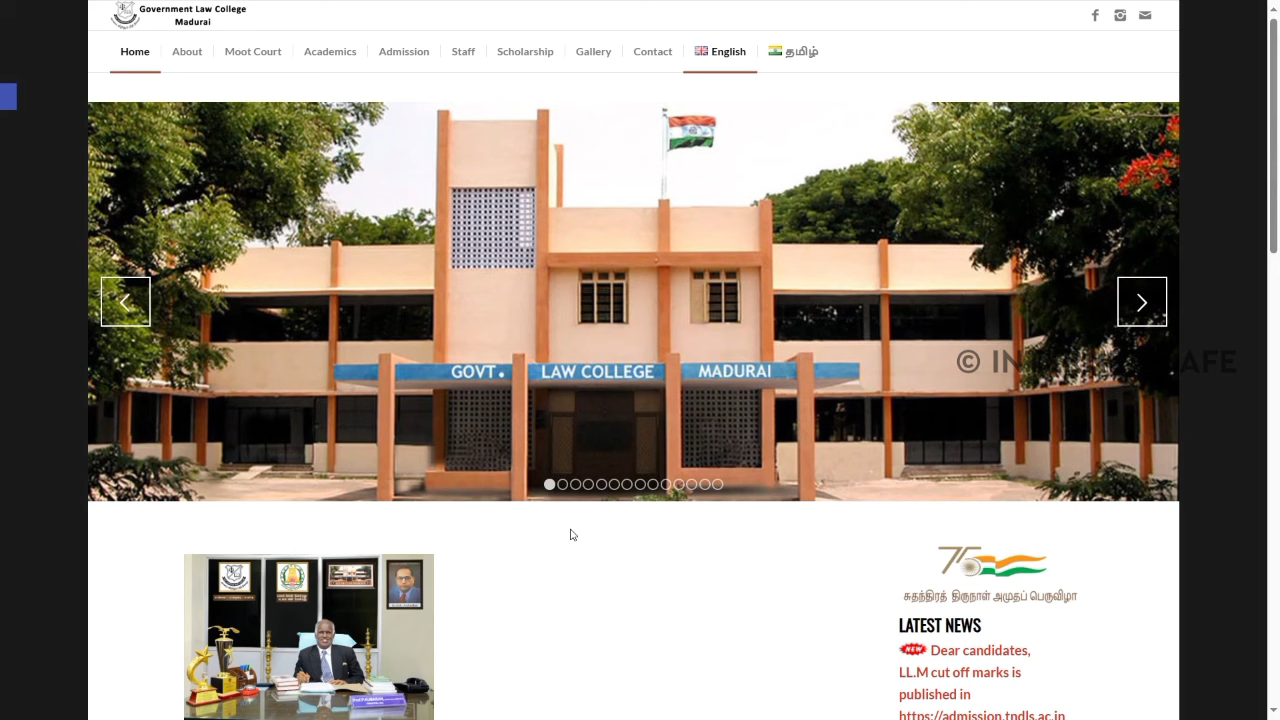 Government Law College
Madurai
Home
About
Moot Court
Academics
Admission
Staff
Scholarship
Gallery
Contact
English
தமிழ்
GOVT. LAW COLLEGE MADURAI
75
சுதந்திரத் திருநாள் அமுதப் பெருவிழா
LATEST NEWS
NEW Dear candidates,
LL.M cut off marks is
published in
https://admission.tndls.ac.in